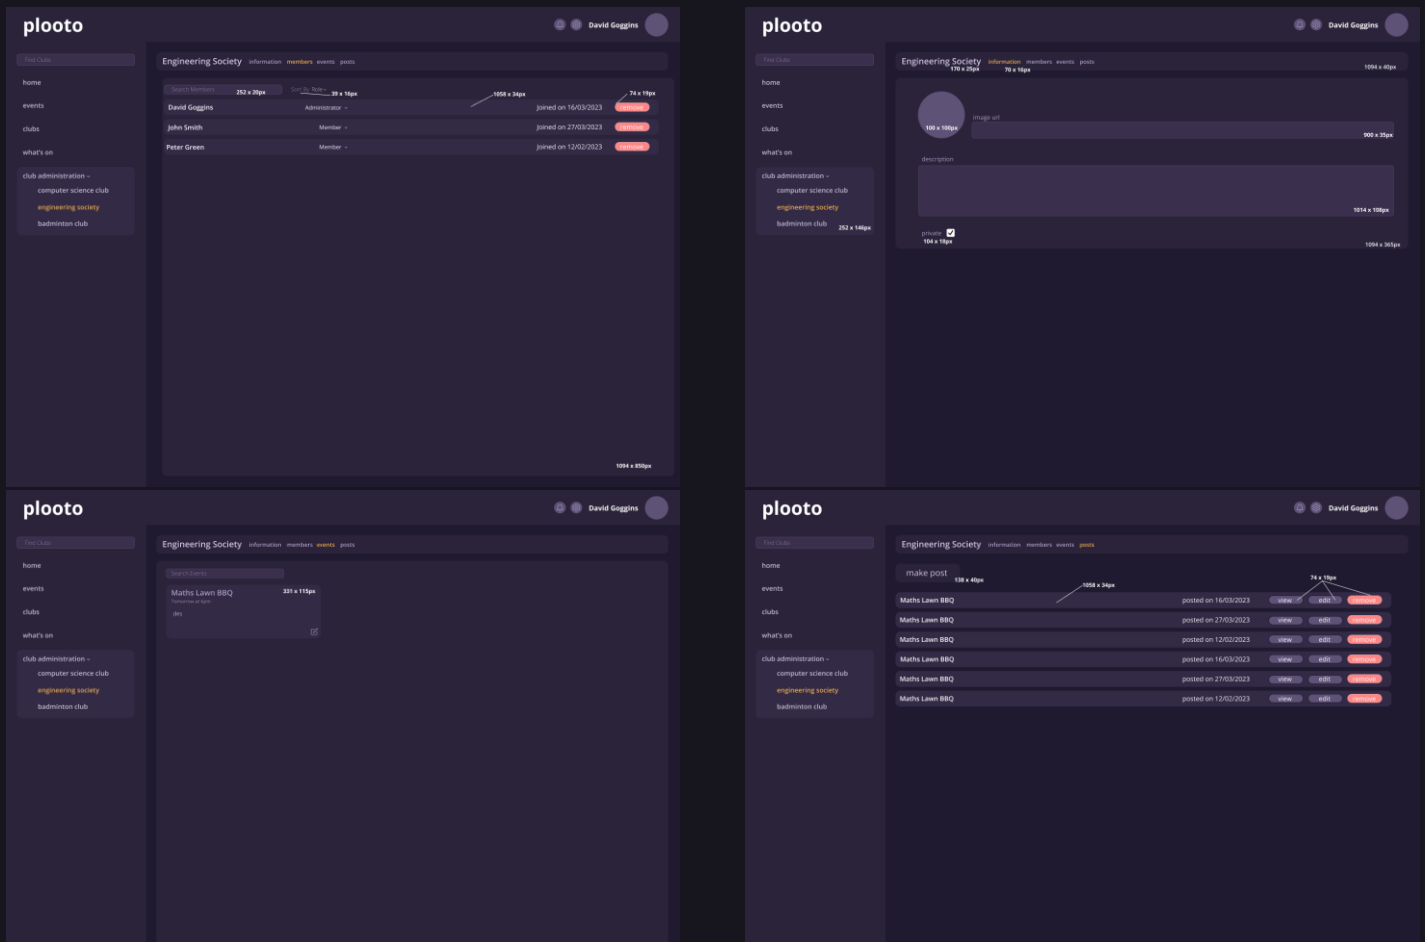 plooto
David Goggins
Find Clubs
home
events
clubs
what's on
club administration
computer science club
engineering society
badminton club
Engineering Society information members events posts
Search Members
252 x 20px
Sort By Role
39 x 16px
1058 x 34px
74 x 19px
David Goggins Administrator Joined on 16/03/2023 remove
John Smith Member Joined on 27/03/2023 remove
Peter Green Member Joined on 12/02/2023 remove
1094 x 850px
plooto
David Goggins
Find Clubs
home
events
clubs
what's on
club administration
computer science club
engineering society
badminton club
252 x 146px
Engineering Society information members events posts
170 x 25px
70 x 16px
1094 x 40px
100 x 100px
image url
900 x 35px
description
1014 x 108px
private
104 x 18px
1094 x 365px
plooto
David Goggins
Find Clubs
home
events
clubs
what's on
club administration
computer science club
engineering society
badminton club
Engineering Society information members events posts
Search Events
Maths Lawn BBQ
331 x 115px
Tomorrow at 6pm
des
plooto
David Goggins
Find Clubs
home
events
clubs
what's on
club administration
computer science club
engineering society
badminton club
Engineering Society information members events posts
make post
138 x 40px
1058 x 34px
74 x 19px
Maths Lawn BBQ posted on 16/03/2023 view edit remove
Maths Lawn BBQ posted on 27/03/2023 view edit remove
Maths Lawn BBQ posted on 12/02/2023 view edit remove
Maths Lawn BBQ posted on 16/03/2023 view edit remove
Maths Lawn BBQ posted on 27/03/2023 view edit remove
Maths Lawn BBQ posted on 12/02/2023 view edit remove